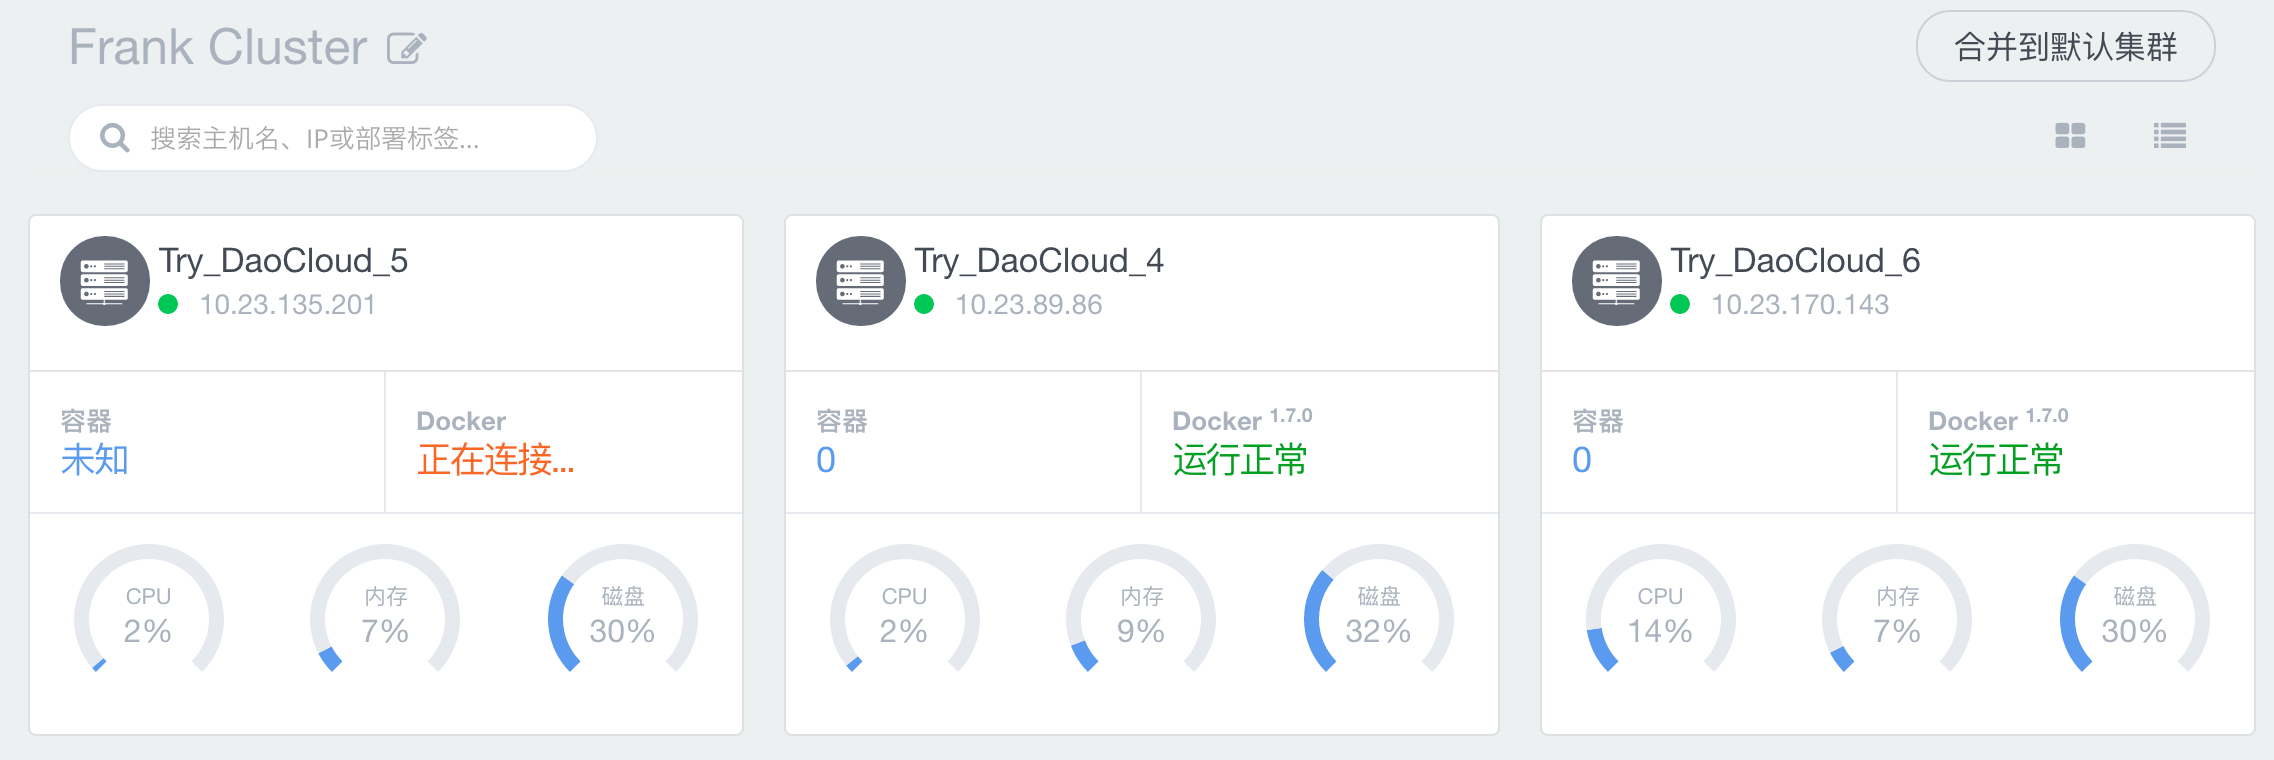 Frank Cluster
合并到默认集群
搜索主机名、IP或部署标签...
Try_DaoCloud_5
10.23.135.201
容器
未知
Docker
正在连接...
CPU
2%
内存
7%
磁盘
30%
Try_DaoCloud_4
10.23.89.86
容器
0
Docker 1.7.0
运行正常
CPU
2%
内存
9%
磁盘
32%
Try_DaoCloud_6
10.23.170.143
容器
0
Docker 1.7.0
运行正常
CPU
14%
内存
7%
磁盘
30%